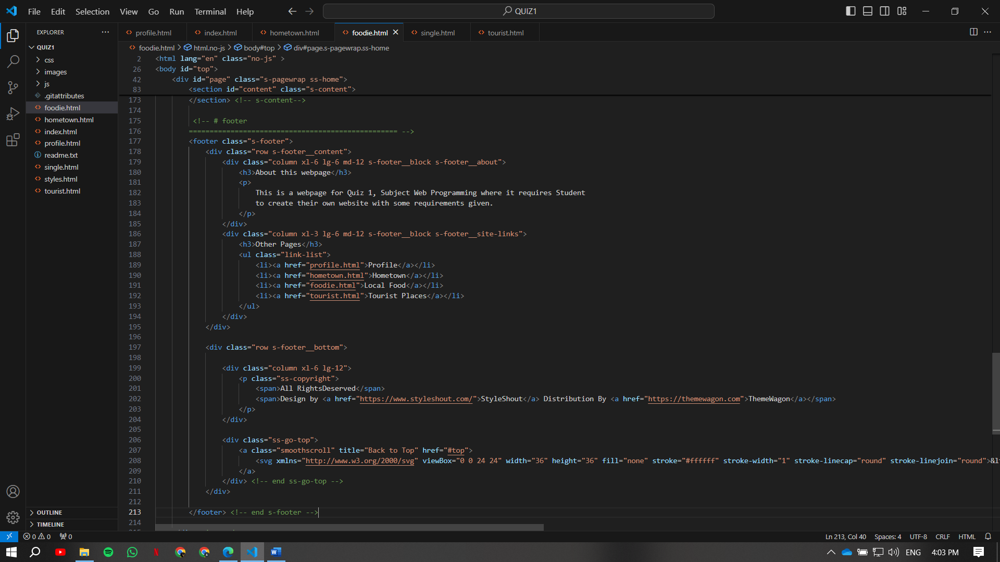 File Edit Selection View Go Run Terminal Help
QUIZ1
EXPLORER
QUIZ1
css
images
js
.gitattributes
foodie.html
hometown.html
index.html
profile.html
readme.txt
single.html
styles.html
tourist.html
OUTLINE
TIMELINE
profile.html index.html hometown.html foodie.html single.html tourist.html
foodie.html > html.no-js > body#top > div#page.s-pagewrap.ss-home
2 <html lang="en" class="no-js" >
26 <body id="top">
42 <div id="page" class="s-pagewrap ss-home">
83 <section id="content" class="s-content">
173 </section> <!-- s-content-->
174
175 <!-- # footer
176 ================================================== -->
177 <footer class="s-footer">
178 <div class="row s-footer__content">
179 <div class="column xl-6 lg-6 md-12 s-footer__block s-footer__about">
180 <h3>About this webpage</h3>
181 <p>
182 This is a webpage for Quiz 1, Subject Web Programming where it requires Student
183 to create their own website with some requirements given.
184 </p>
185 </div>
186 <div class="column xl-3 lg-6 md-12 s-footer__block s-footer__site-links">
187 <h3>Other Pages</h3>
188 <ul class="link-list">
189 <li><a href="profile.html">Profile</a></li>
190 <li><a href="hometown.html">Hometown</a></li>
191 <li><a href="foodie.html">Local Food</a></li>
192 <li><a href="tourist.html">Tourist Places</a></li>
193 </ul>
194 </div>
195 </div>
196
197 <div class="row s-footer__bottom">
198
199 <div class="column xl-6 lg-12">
200 <p class="ss-copyright">
201 <span>All RightsDeserved</span>
202 <span>Design by <a href="https://www.styleshout.com/">StyleShout</a> Distribution By <a href="https://themewagon.com">ThemeWagon</a></span>
203 </p>
204 </div>
205
206 <div class="ss-go-top">
207 <a class="smoothscroll" title="Back to Top" href="#top">
208 <svg xmlns="http://www.w3.org/2000/svg" viewBox="0 0 24 24" width="36" height="36" fill="none" stroke="#ffffff" stroke-width="1" stroke-linecap="round" stroke-linejoin="round">&l
209 </a>
210 </div> <!-- end ss-go-top -->
211 </div>
212
213 </footer> <!-- end s-footer -->
214
0 0 0
Ln 213, Col 40 Spaces: 4 UTF-8 CRLF HTML
ENG 4:03 PM